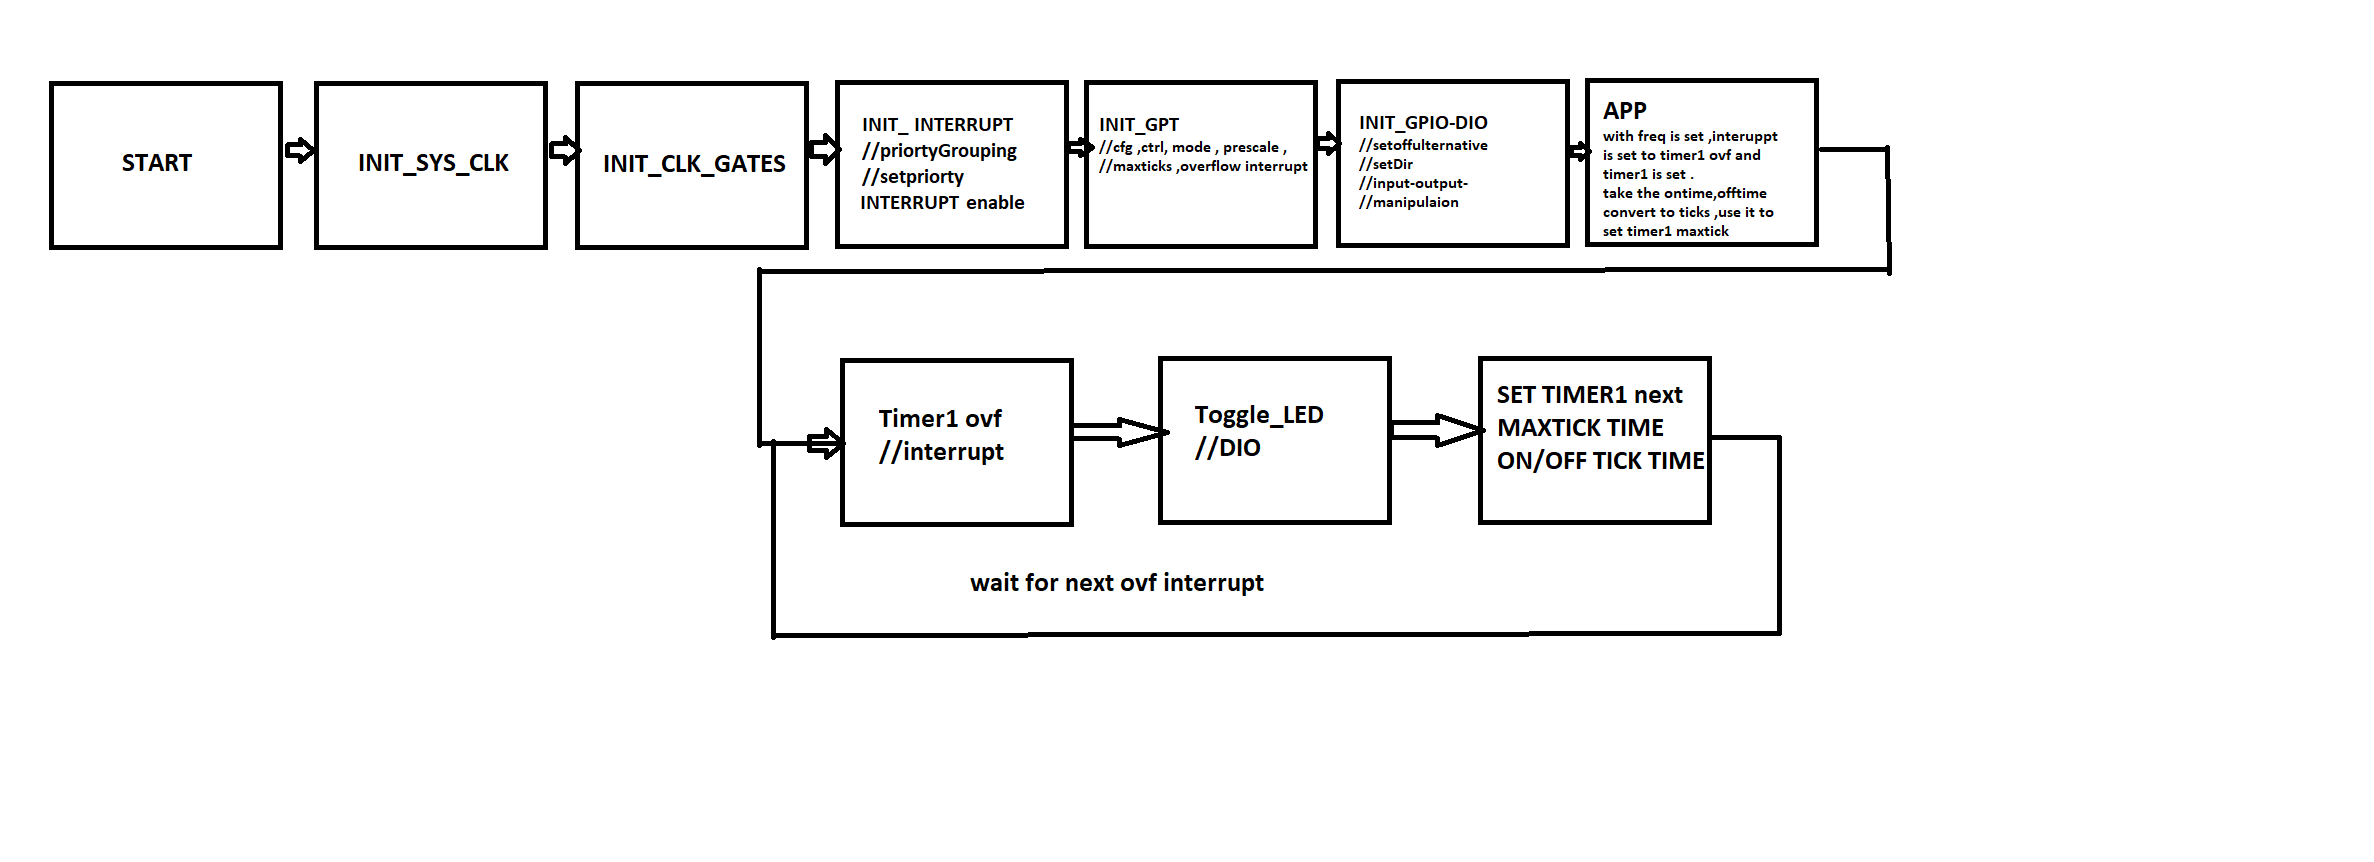 START
INIT_SYS_CLK
INIT_CLK_GATES
INIT_ INTERRUPT
//priortyGrouping
//setpriorty
INTERRUPT enable
INIT_GPT
//cfg ,ctrl, mode , prescale ,
//maxticks ,overflow interrupt
INIT_GPIO-DIO
//setoffulternative
//setDir
//input-output-
//manipulaion
APP
with freq is set ,interuppt
is set to timer1 ovf and
timer1 is set .
take the ontime,offtime
convert to ticks ,use it to
set timer1 maxtick
Timer1 ovf
//interrupt
Toggle_LED
//DIO
SET TIMER1 next
MAXTICK TIME
ON/OFF TICK TIME
wait for next ovf interrupt